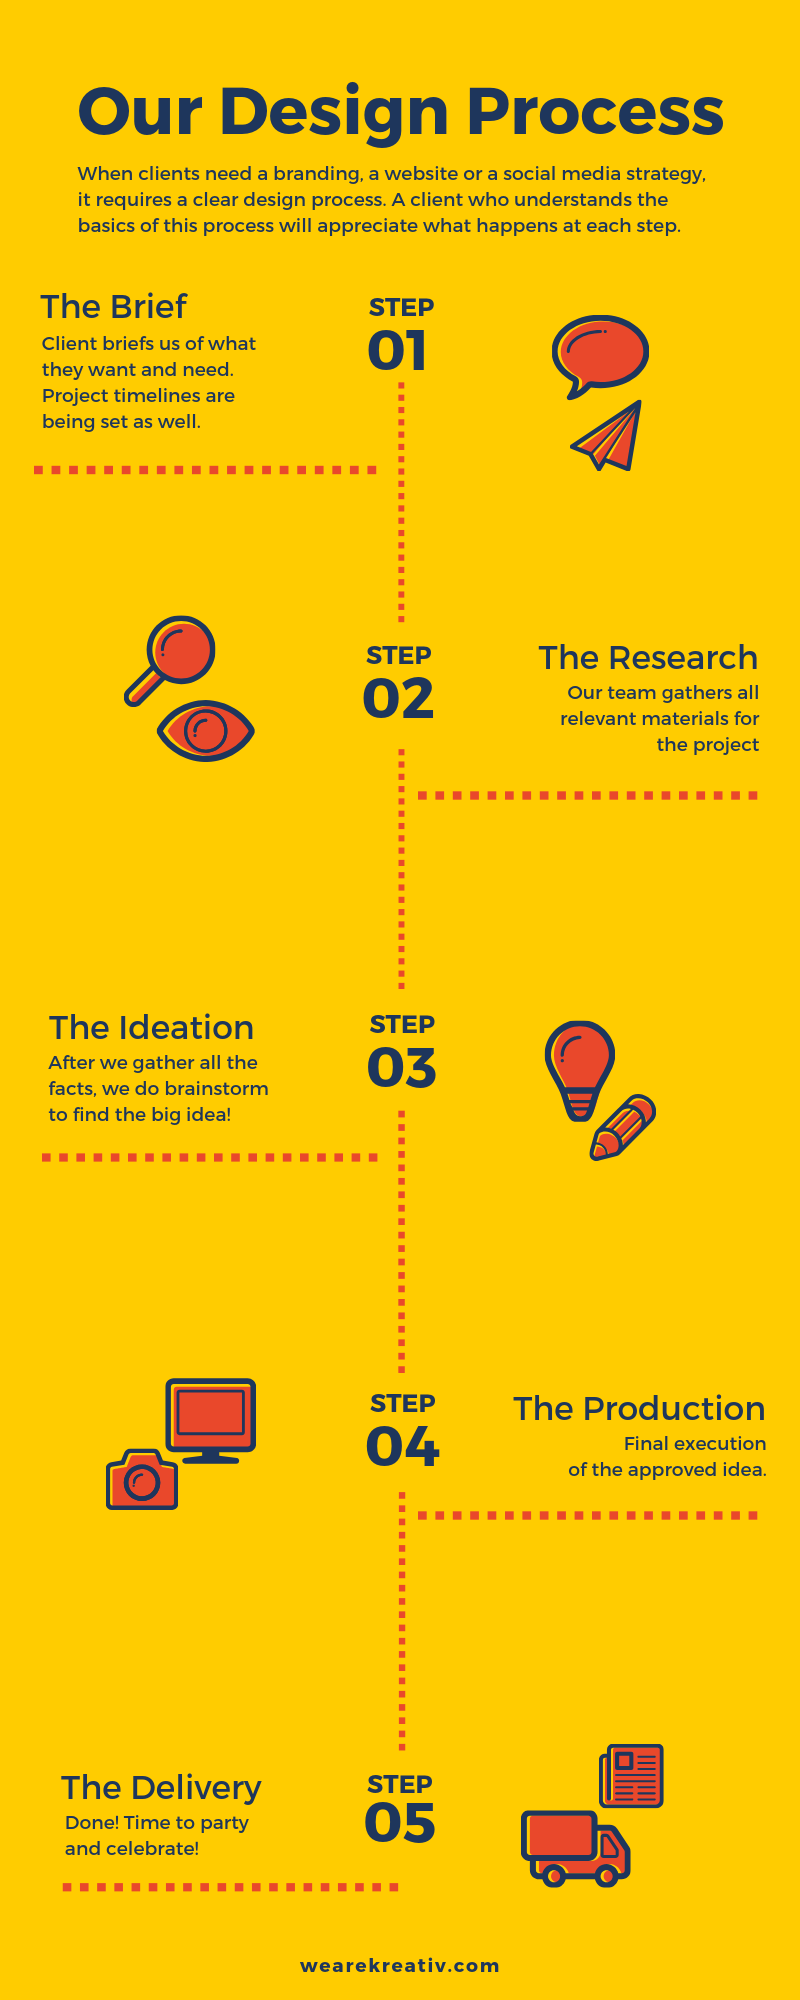 Our Design Process
When clients need a branding, a website or a social media strategy,
it requires a clear design process. A client who understands the
basics of this process will appreciate what happens at each step.
The Brief
Client briefs us of what
they want and need.
Project timelines are
being set as well.
STEP
01
STEP
02
The Research
Our team gathers all
relevant materials for
the project
The Ideation
After we gather all the
facts, we do brainstorm
to find the big idea!
STEP
03
STEP
04
The Production
Final execution
of the approved idea.
The Delivery
Done! Time to party
and celebrate!
STEP
05
wearekreativ.com